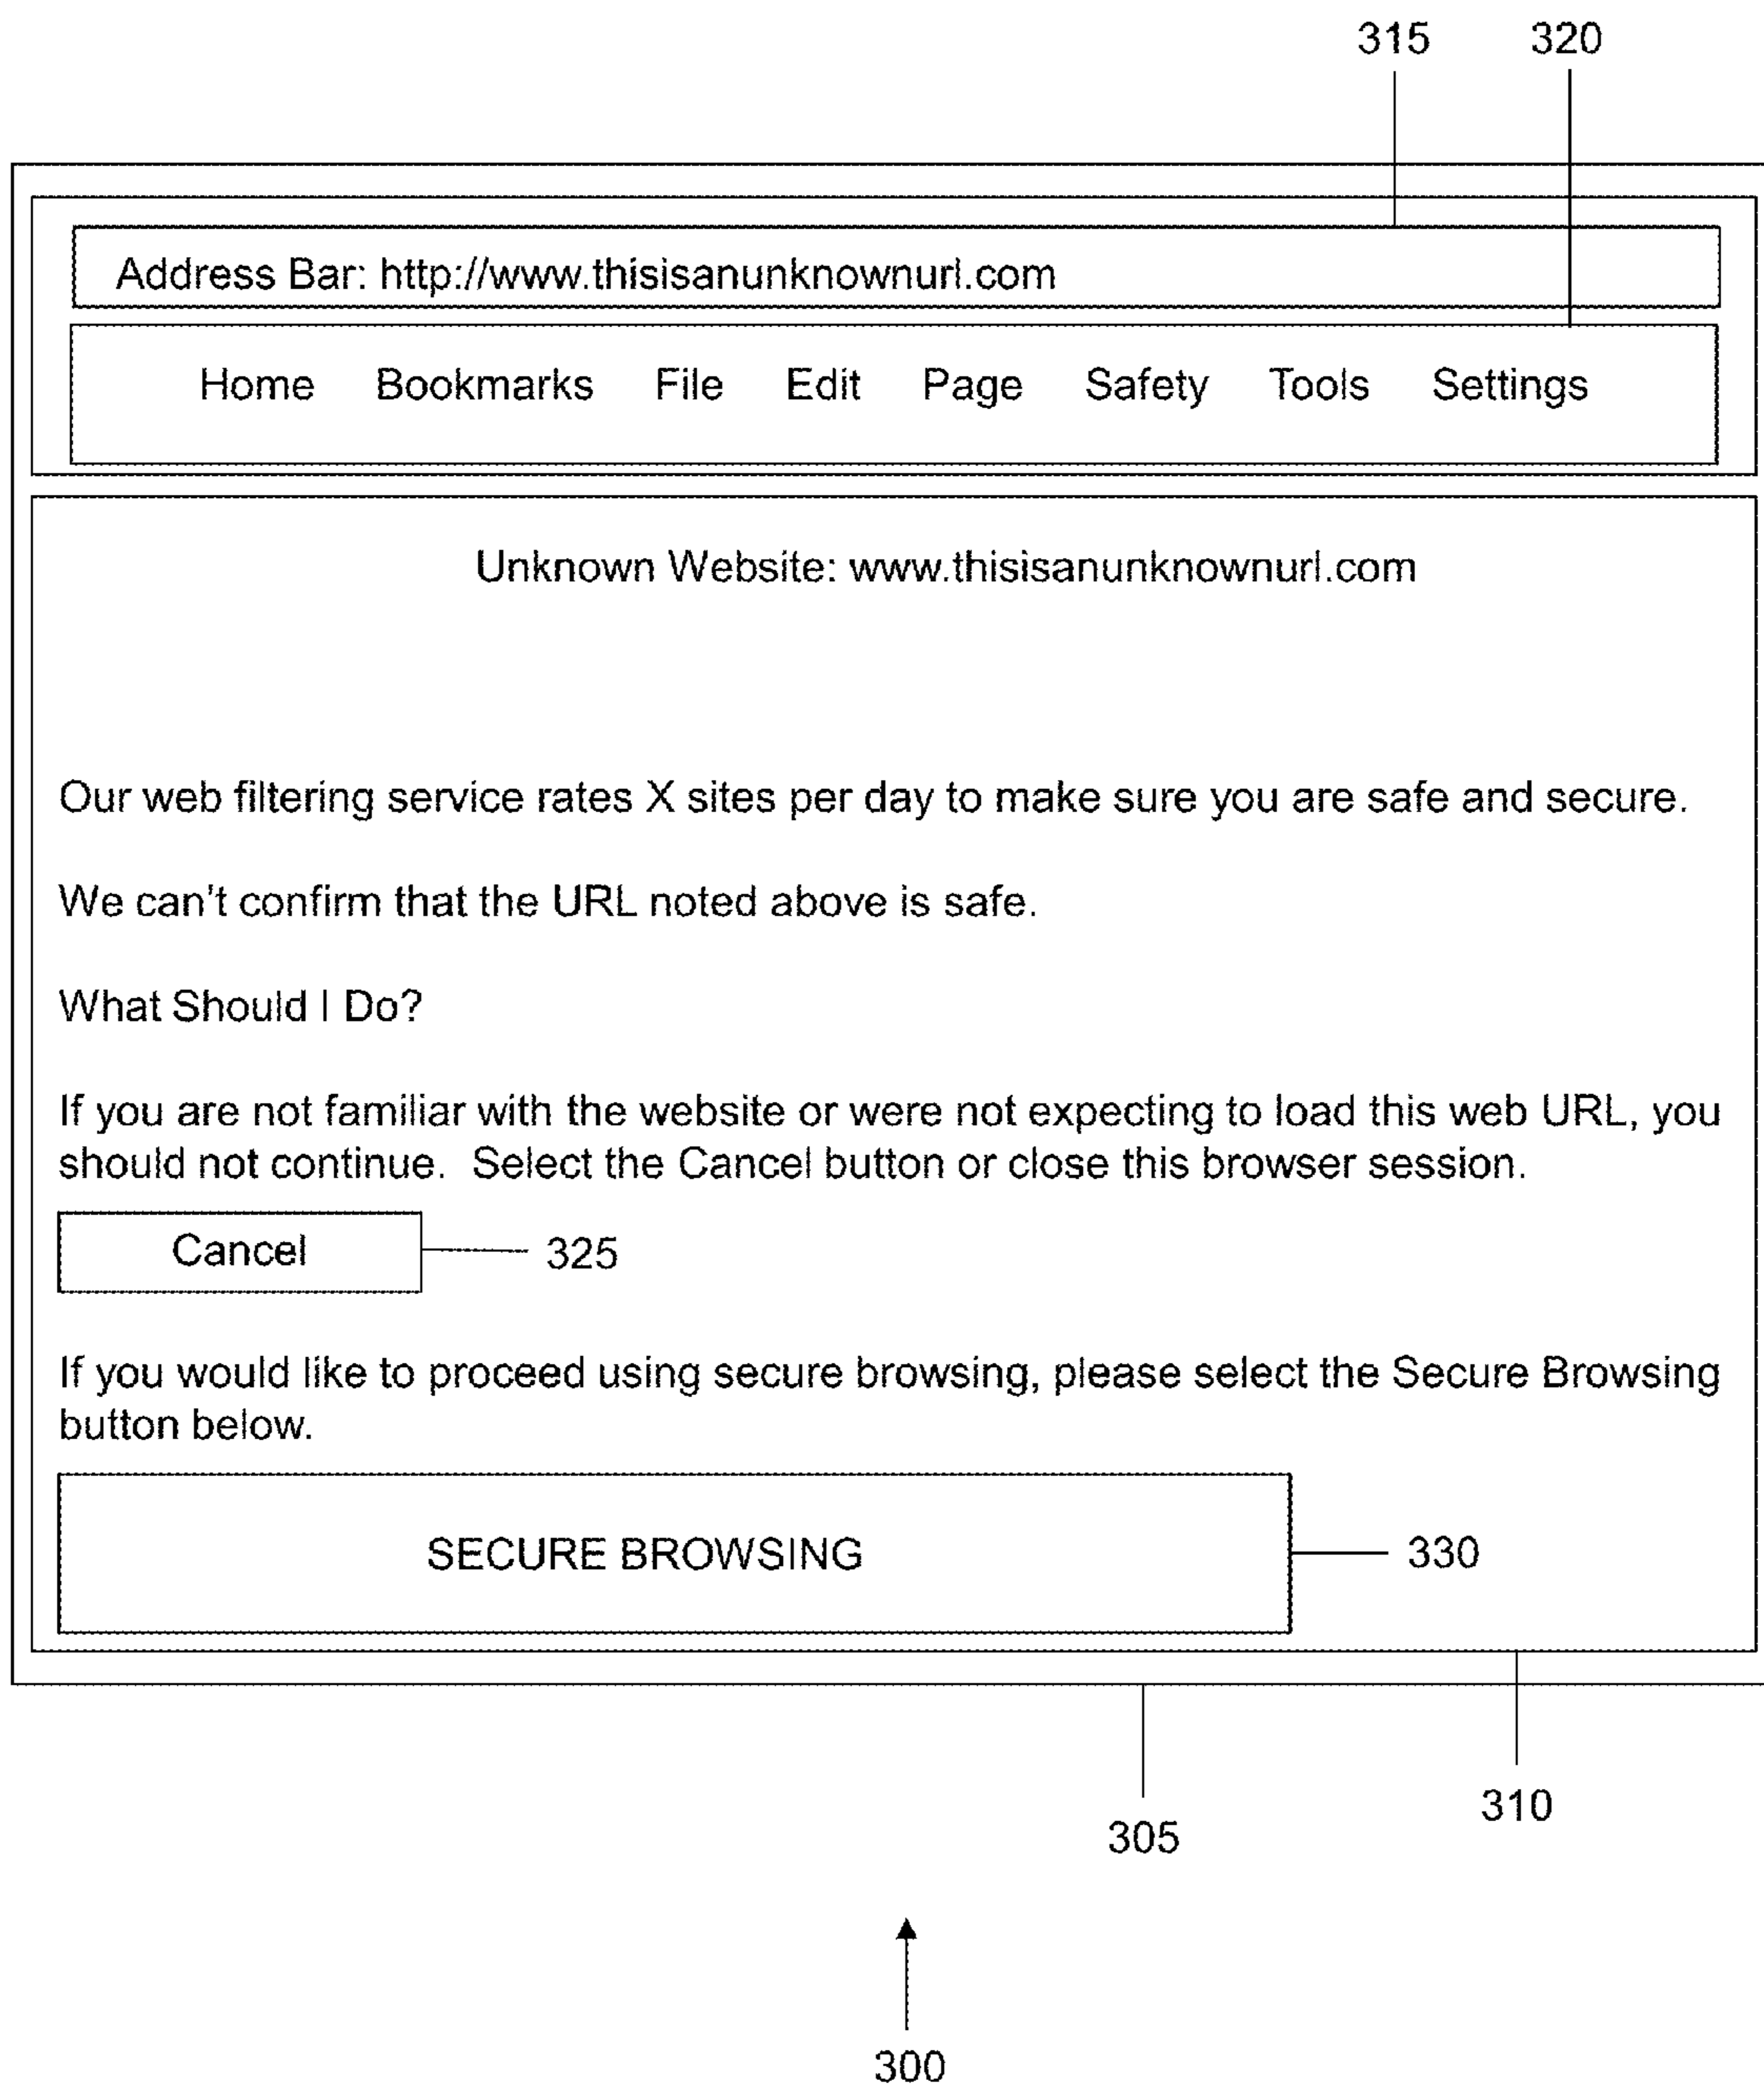 315 320
Address Bar: http://www.thisisanunknownurl.com
Home Bookmarks File Edit Page Safety Tools Settings
Unknown Website: www.thisisanunknownurl.com
Our web filtering service rates X sites per day to make sure you are safe and secure.
We can't confirm that the URL noted above is safe.
What Should I Do?
If you are not familiar with the website or were not expecting to load this web URL, you
should not continue. Select the Cancel button or close this browser session.
Cancel 325
If you would like to proceed using secure browsing, please select the Secure Browsing
button below.
SECURE BROWSING 330
310
305
300